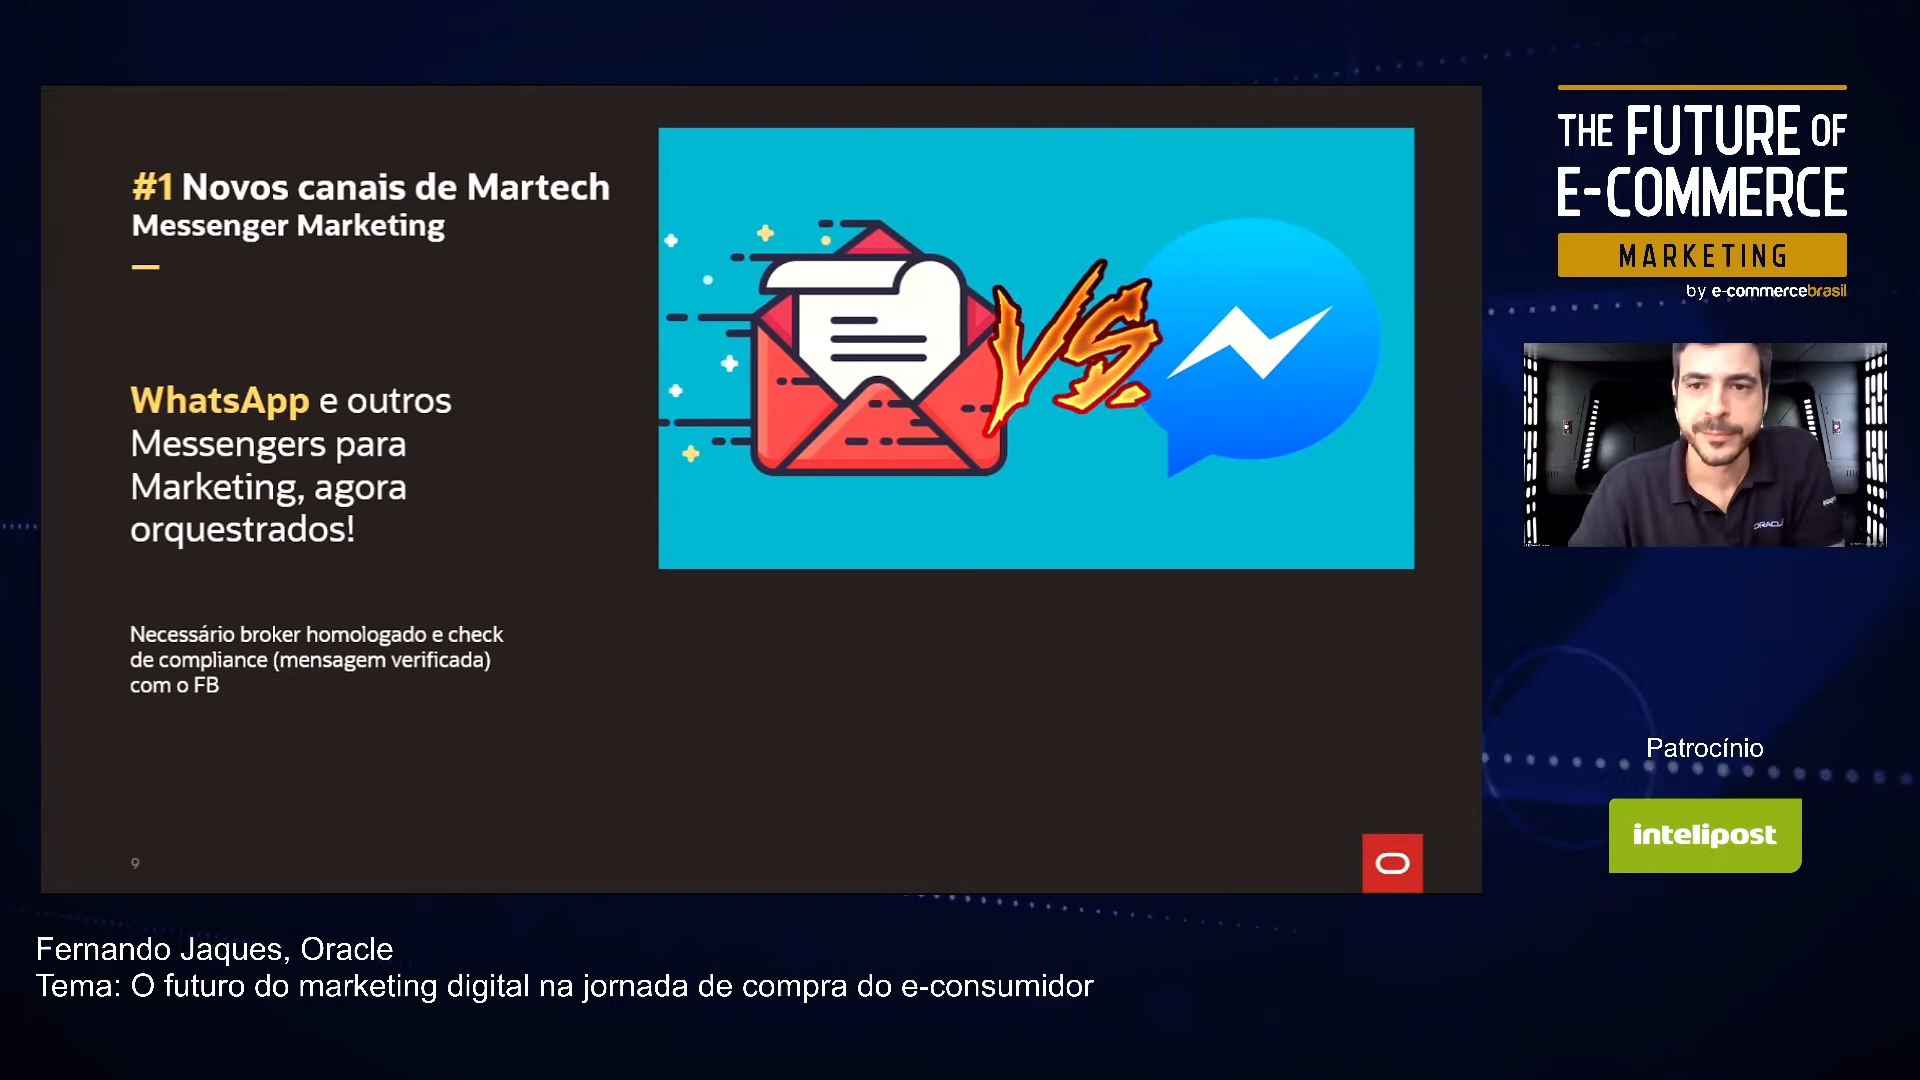 #1 Novos canais de Martech
Messenger Marketing
WhatsApp e outros
Messengers para
Marketing, agora
orquestrados!
Necessário broker homologado e check
de compliance (mensagem verificada)
com o FB
9
VS.
THE FUTURE OF
E-COMMERCE
MARKETING
by e-commercebrasil
ORACLE
Patrocínio
intelipost
Fernando Jaques, Oracle
Tema: O futuro do marketing digital na jornada de compra do e-consumidor